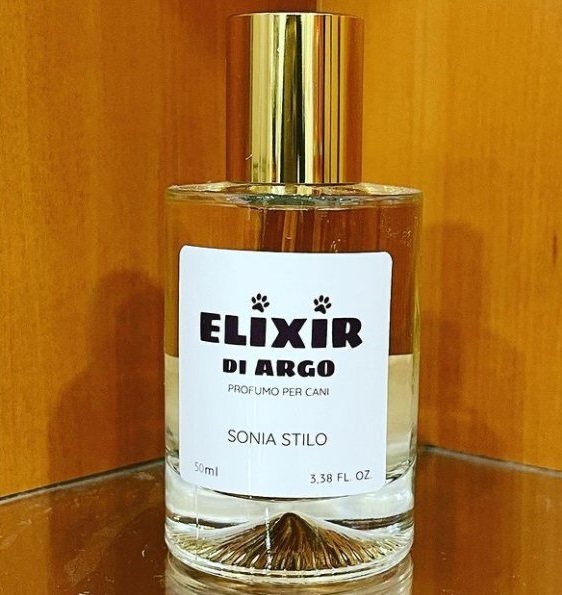 ELIXIR
DI ARGO
PROFUMO PER CANI
SONIA STILO
50ml
3,38 FL. OZ.